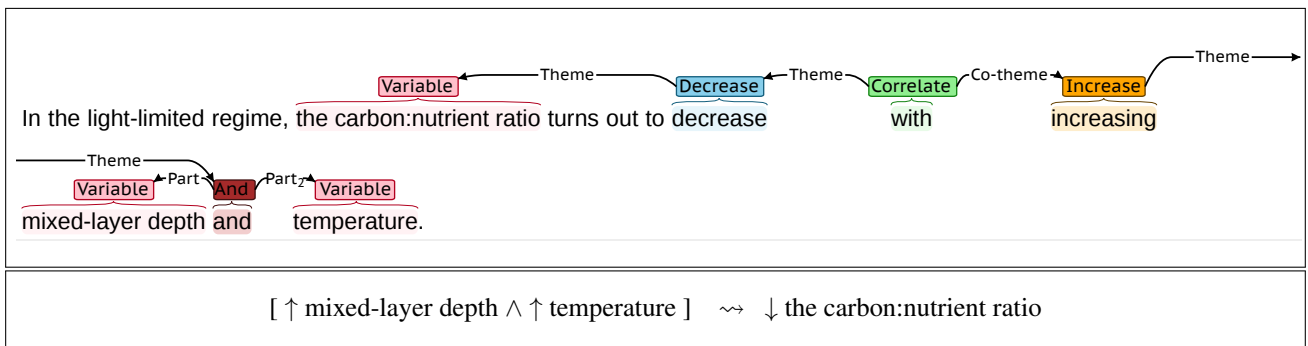 Theme
Theme Theme Co-theme
Variable Decrease Correlate Increase
In the light-limited regime, the carbon:nutrient ratio turns out to decrease with increasing
Theme
Part Part₂
Variable And Variable
mixed-layer depth and temperature.
[ ↑ mixed-layer depth ∧ ↑ temperature ] ⇝ ↓ the carbon:nutrient ratio